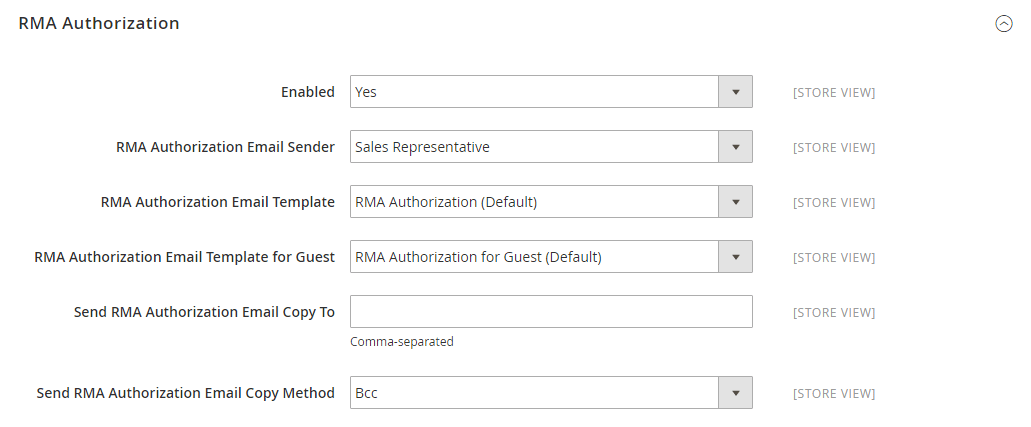 RMA Authorization
Enabled Yes [STORE VIEW]
RMA Authorization Email Sender Sales Representative [STORE VIEW]
RMA Authorization Email Template RMA Authorization (Default) [STORE VIEW]
RMA Authorization Email Template for Guest RMA Authorization for Guest (Default) [STORE VIEW]
Send RMA Authorization Email Copy To [STORE VIEW]
Comma-separated
Send RMA Authorization Email Copy Method Bcc [STORE VIEW]